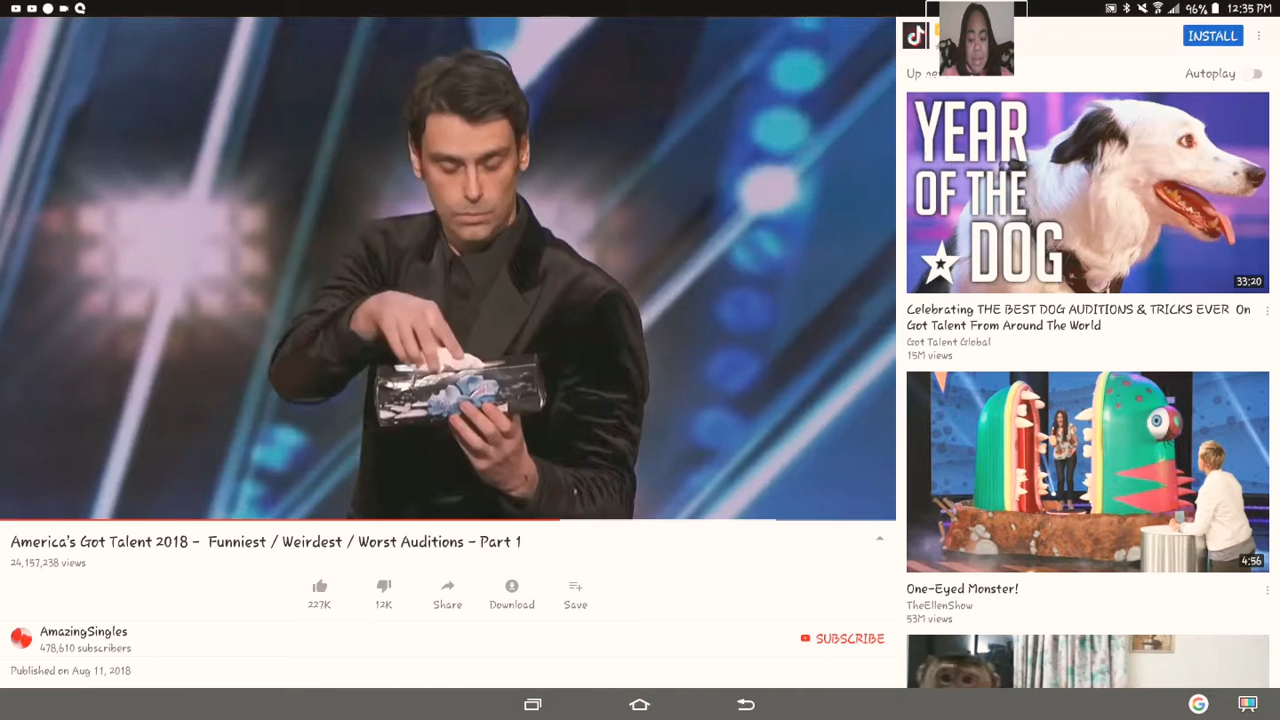 96%
12:35 PM
INSTALL
Autoplay
YEAR
OF THE
DOG
33:20
Celebrating THE BEST DOG AUDITIONS & TRICKS EVER On
Got Talent From Around The World
Got Talent Global
15M views
4:56
One-Eyed Monster!
TheEllenShow
53M views
America's Got Talent 2018 - Funniest / Weirdest / Worst Auditions - Part 1
24,157,238 views
227K
12K
Share
Download
Save
AmazingSingles
478,610 subscribers
SUBSCRIBE
Published on Aug 11, 2018